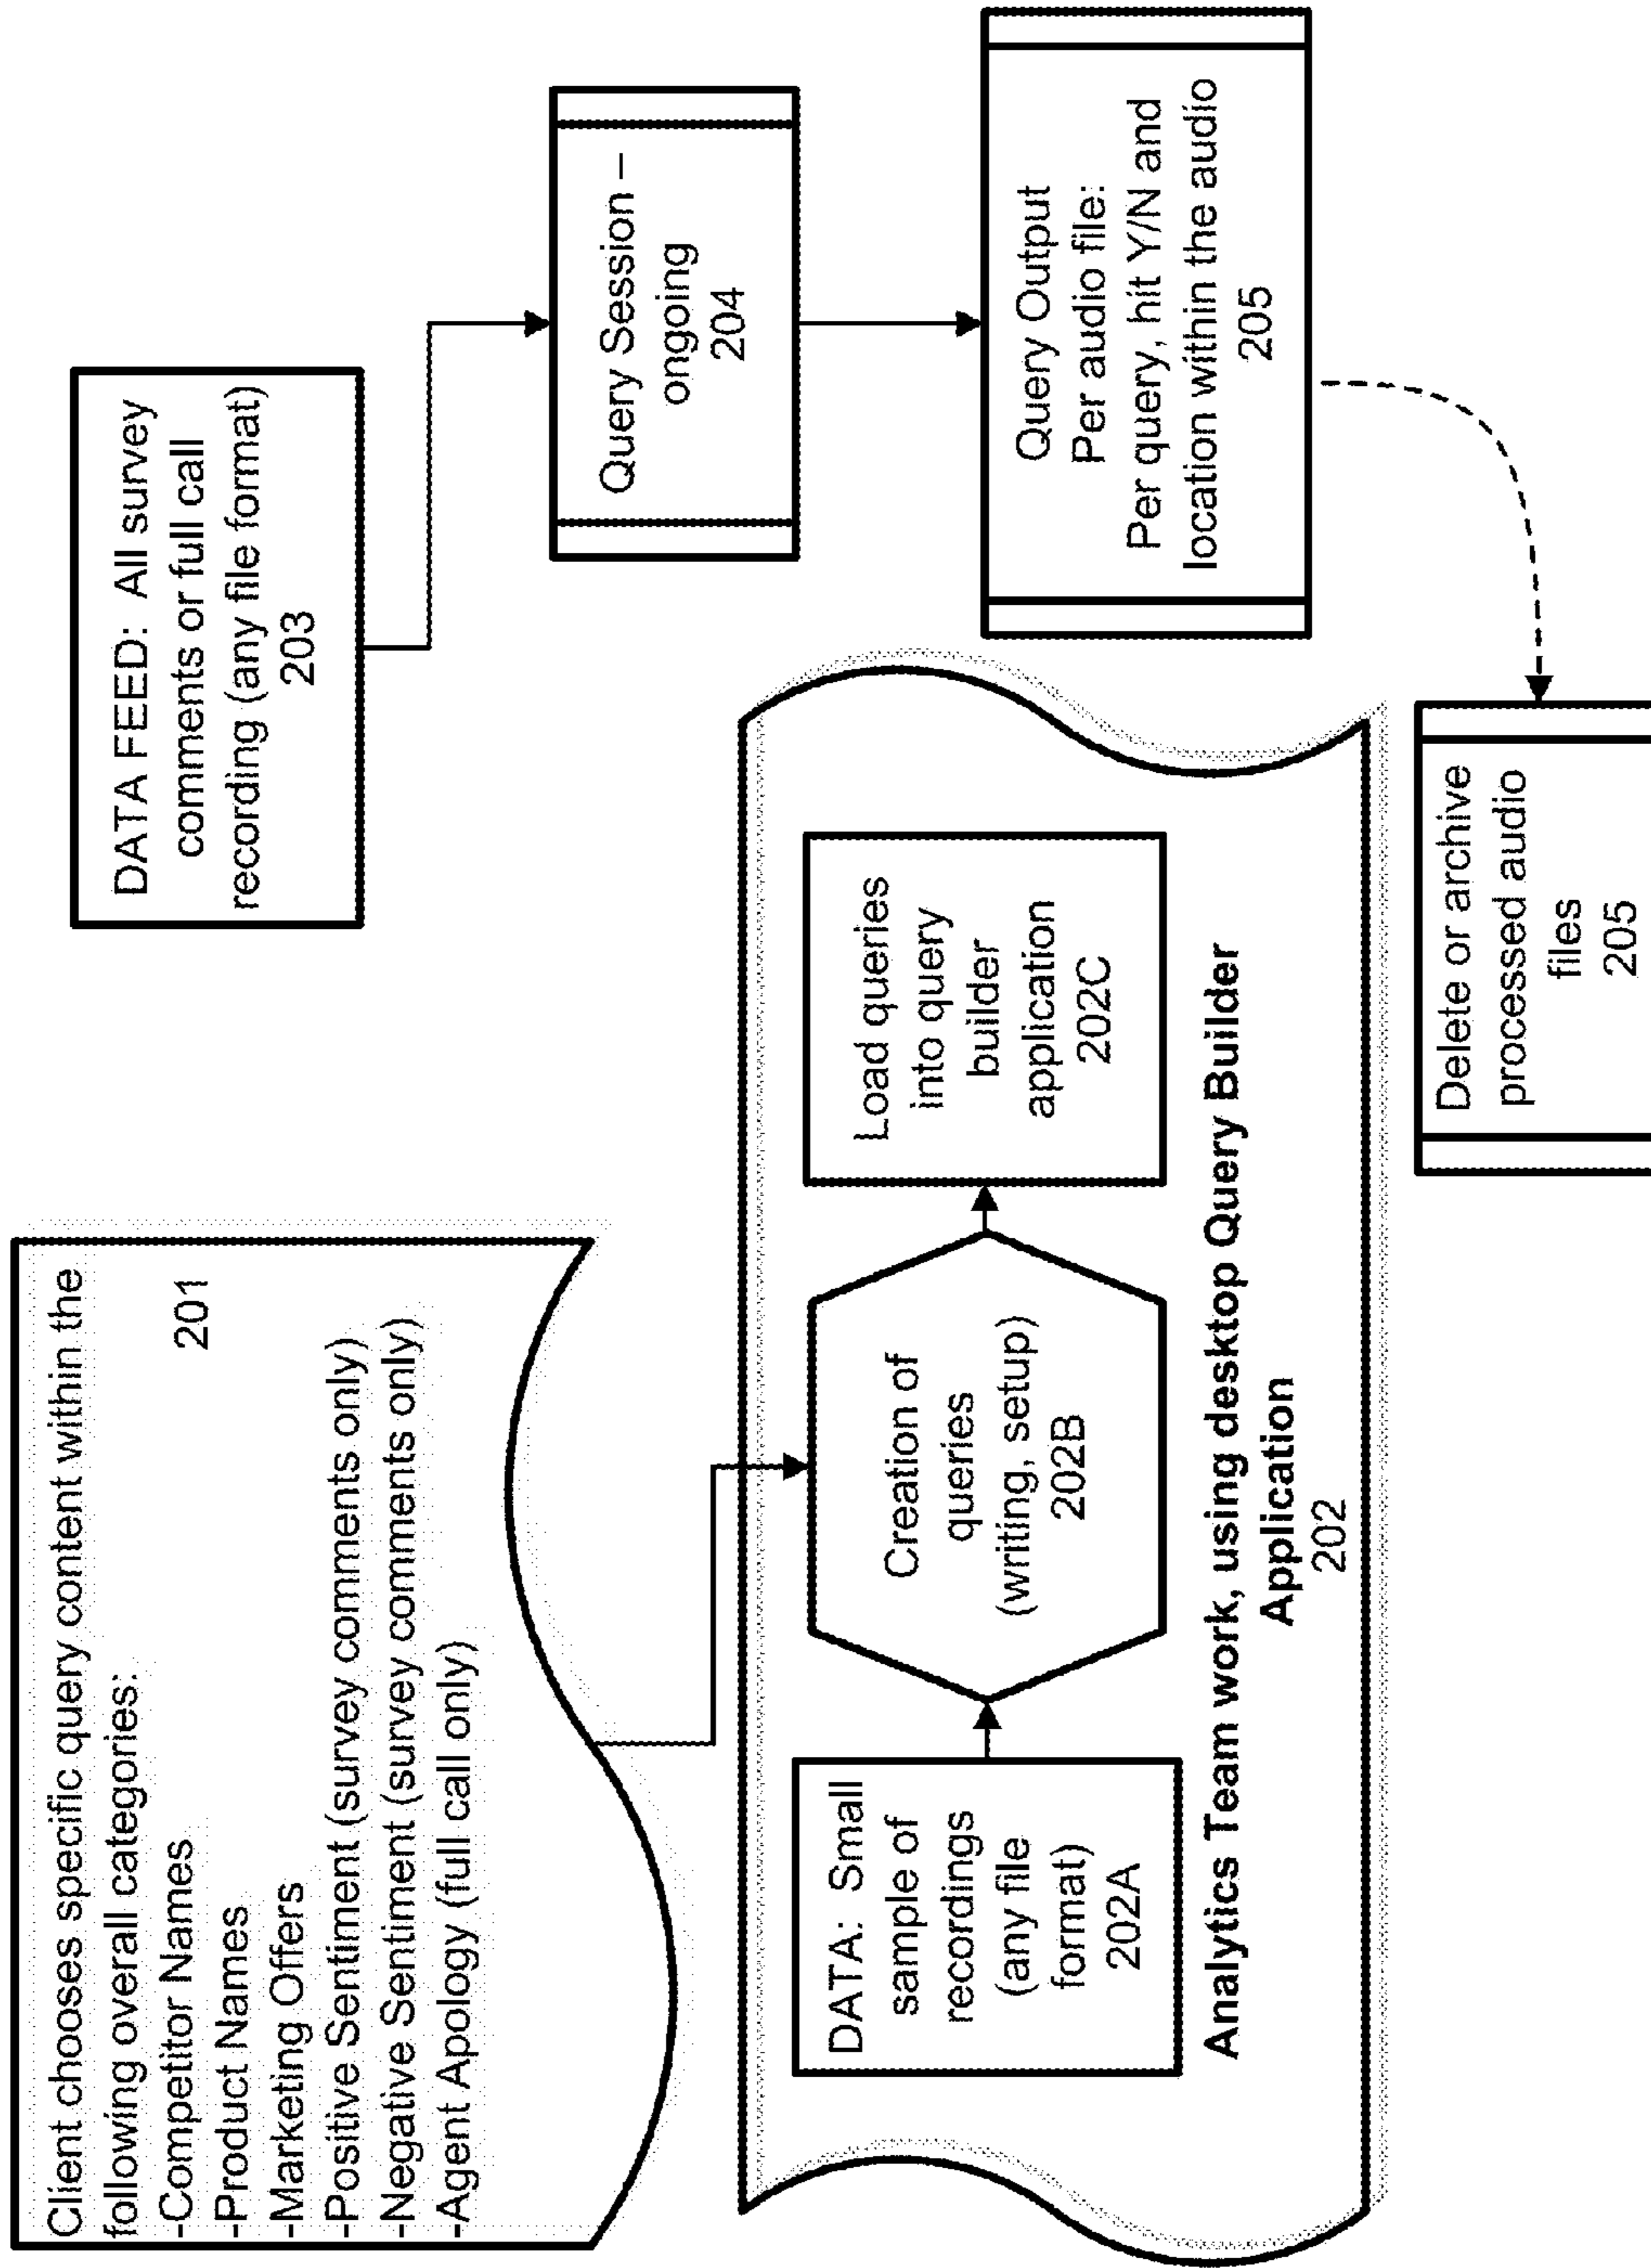 Client chooses specific query content within the
following overall categories:
-Competitor Names
201
-Product Names
-Marketing Offers
-Positive Sentiment (survey comments only)
-Negative Sentiment (survey comments only)
-Agent Apology (full call only)
DATA FEED: All survey
comments or full call
recording (any file format)
203
Query Session –
ongoing
204
DATA: Small
sample of
recordings
(any file
format)
202A
Creation of
queries
(writing, setup)
202B
Load queries
into query
builder
application
202C
Analytics Team work, using desktop Query Builder
Application
202
Query Output
Per audio file:
Per query, hit Y/N and
location within the audio
205
Delete or archive
processed audio
files
205